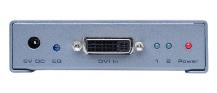 5V DC EQ DVI In 1 2 Power